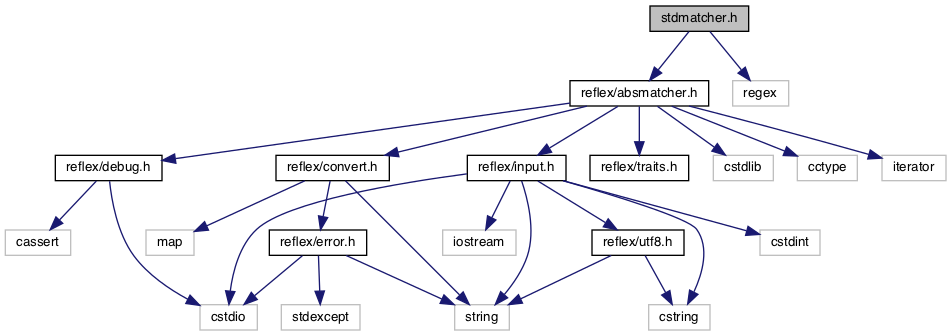 stdmatcher.h
reflex/absmatcher.h
regex
reflex/debug.h
reflex/convert.h
reflex/input.h
reflex/traits.h
cstdlib
cctype
iterator
cassert
map
reflex/error.h
iostream
reflex/utf8.h
cstdint
cstdio
stdexcept
string
cstring